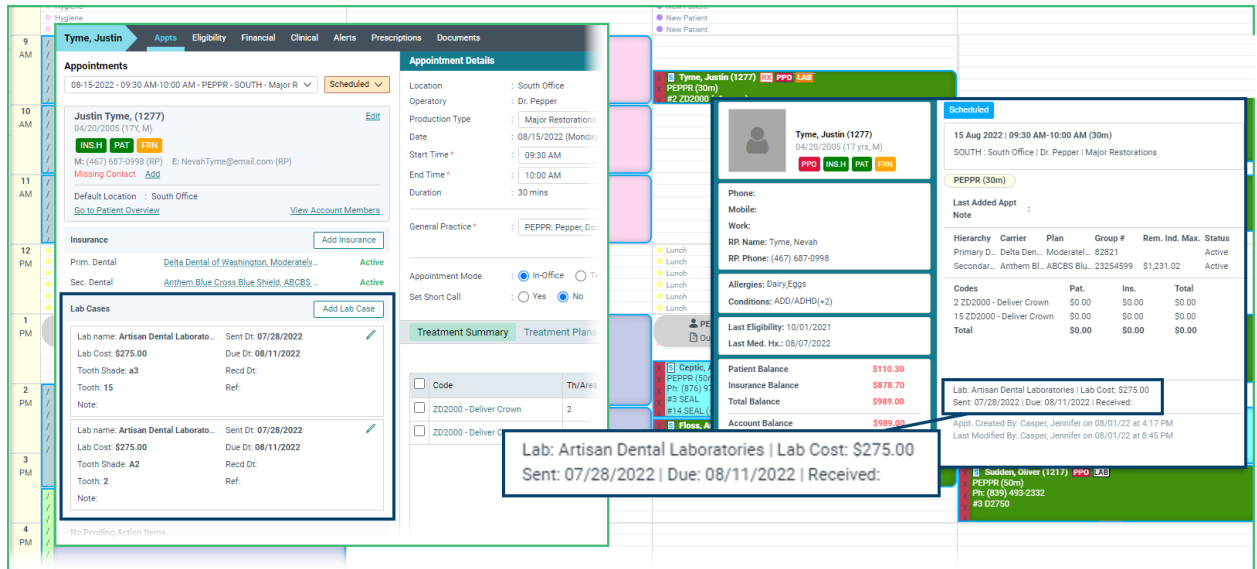 Hygiene
Hygiene
New Patient
New Patient
9
AM
10
AM
11
AM
12
PM
1
PM
2
PM
3
PM
4
PM
Tyme, Justin
Appts Eligibility Financial Clinical Alerts Prescriptions Documents
Appointments
08-15-2022 - 09:30 AM-10:00 AM - PEPPR - SOUTH - Major R
Scheduled
Justin Tyme, (1277)
Edit
04/20/2005 (17Y, M)
INS.H PAT FRN
M: (467) 687-0998 (RP) E: NevahTyme@email.com (RP)
Missing Contact Add
Default Location : South Office
Go to Patient Overview View Account Members
Insurance Add Insurance
Prim. Dental Delta Dental of Washington, Moderately... Active
Sec. Dental Anthem Blue Cross Blue Shield, ABCBS ... Active
Lab Cases Add Lab Case
Lab name: Artisan Dental Laborato... Sent Dt: 07/28/2022
Lab Cost: $275.00 Due Dt: 08/11/2022
Tooth Shade: a3 Recd Dt:
Tooth: 15 Ref:
Note:
Lab name: Artisan Dental Laborato... Sent Dt: 07/28/2022
Lab Cost: $275.00 Due Dt: 08/11/2022
Tooth Shade: A2 Recd Dt:
Tooth: 2 Ref:
Note:
No Pending Action Items
Appointment Details
Location : South Office
Operatory : Dr. Pepper
Production Type : Major Restorations
Date : 08/15/2022 (Monday
Start Time * : 09:30 AM
End Time * : 10:00 AM
Duration : 30 mins
General Practice * : PEPPR: Pepper,
Appointment Mode : In-Office
Set Short Call : Yes No
Treatment Summary Treatment Plans
Code Th/Area
ZD2000 - Deliver Crown 2
ZD2000 - Deliver
Lunch
Lunch
Lunch
Lunch
Lunch
Lunch
S Tyme, Justin (1277) RX PPO LAB
PEPPR (30m)
#2 ZD2000
S Ceptic,
PEPPR
Ph: (876)
#3 SEAL
#14 SEAL
S Floss,
Tyme, Justin (1277)
04/20/2005 (17 yrs, M)
PPO INS.H PAT FRN
Phone:
Mobile:
Work:
RP. Name: Tyme, Nevah
RP. Phone: (467) 687-0998
Allergies: Dairy,Eggs
Conditions: ADD/ADHD(+2)
Last Eligibility: 10/01/2021
Last Med. Hx.: 08/07/2022
Patient Balance $110.30
Insurance Balance $878.70
Total Balance $989.00
Account Balance $989.00
Scheduled
15 Aug 2022 | 09:30 AM-10:00 AM (30m)
SOUTH : South Office | Dr. Pepper | Major Restorations
PEPPR (30m)
Last Added Appt
Note :
Hierarchy Carrier Plan Group # Rem. Ind. Max. Status
Primary D... Delta Den... Moderatel... 82821 Active
Secondar... Anthem Bl... ABCBS Blu... 23254599 $1,231.02 Active
Codes Pat. Ins. Total
2 ZD2000 - Deliver Crown $0.00 $0.00 $0.00
15 ZD2000 - Deliver Crown $0.00 $0.00 $0.00
Total $0.00 $0.00 $0.00
Lab: Artisan Dental Laboratories | Lab Cost: $275.00
Sent: 07/28/2022 | Due: 08/11/2022 | Received:
Appt. Created By: Casper, Jennifer on 08/01/22 at 4:17 PM
Last Modified By: Casper, Jennifer on 08/01/22 at 8:45 PM
Lab: Artisan Dental Laboratories | Lab Cost: $275.00
Sent: 07/28/2022 | Due: 08/11/2022 | Received:
S Sudden, Oliver (1217) PPO LAB
PEPPR (50m)
Ph: (839) 493-2332
#3 D2750